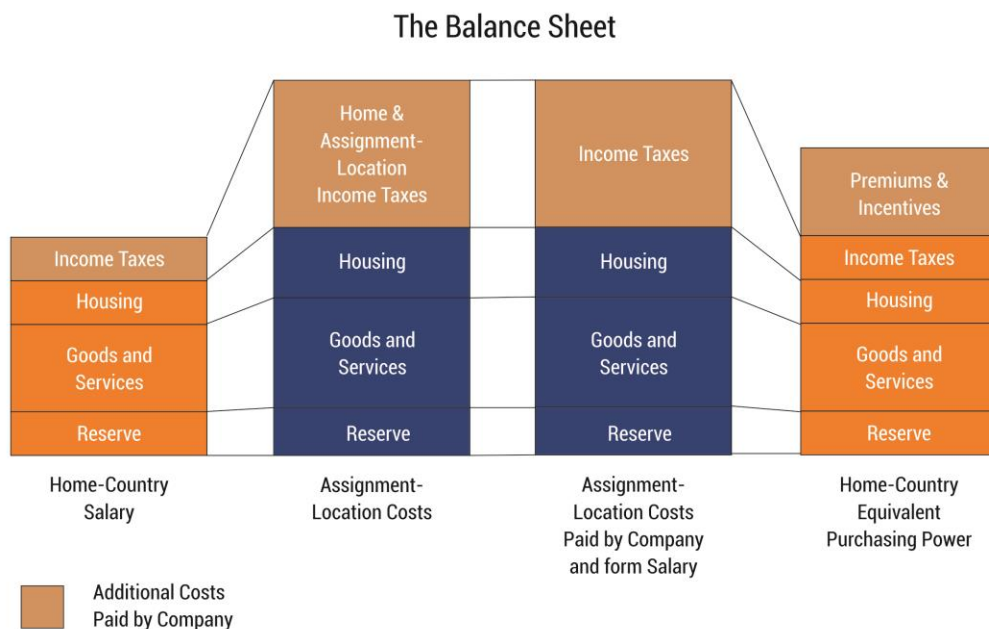 The Balance Sheet
Income Taxes
Housing
Goods and
Services
Reserve
Home-Country
Salary
Home &
Assignment-
Location
Income Taxes
Housing
Goods and
Services
Reserve
Assignment-
Location Costs
Income Taxes
Housing
Goods and
Services
Reserve
Assignment-
Location Costs
Paid by Company
and form Salary
Premiums &
Incentives
Income Taxes
Housing
Goods and
Services
Reserve
Home-Country
Equivalent
Purchasing Power
Additional Costs
Paid by Company